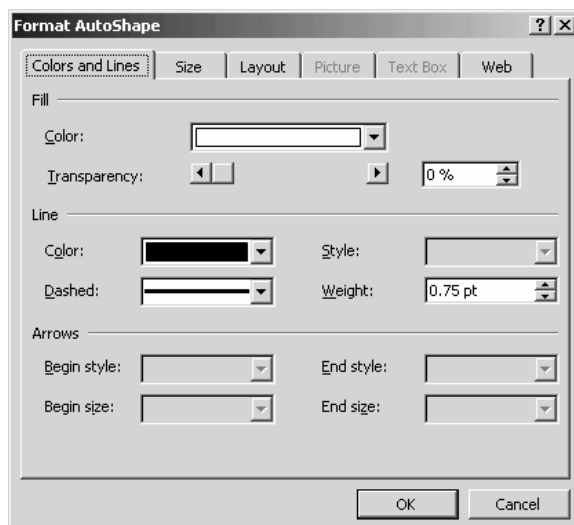 Format AutoShape
Colors and Lines Size Layout Picture Text Box Web
Fill
Color:
Transparency: 0 %
Line
Color: Style:
Dashed: Weight: 0.75 pt
Arrows
Begin style: End style:
Begin size: End size:
OK Cancel